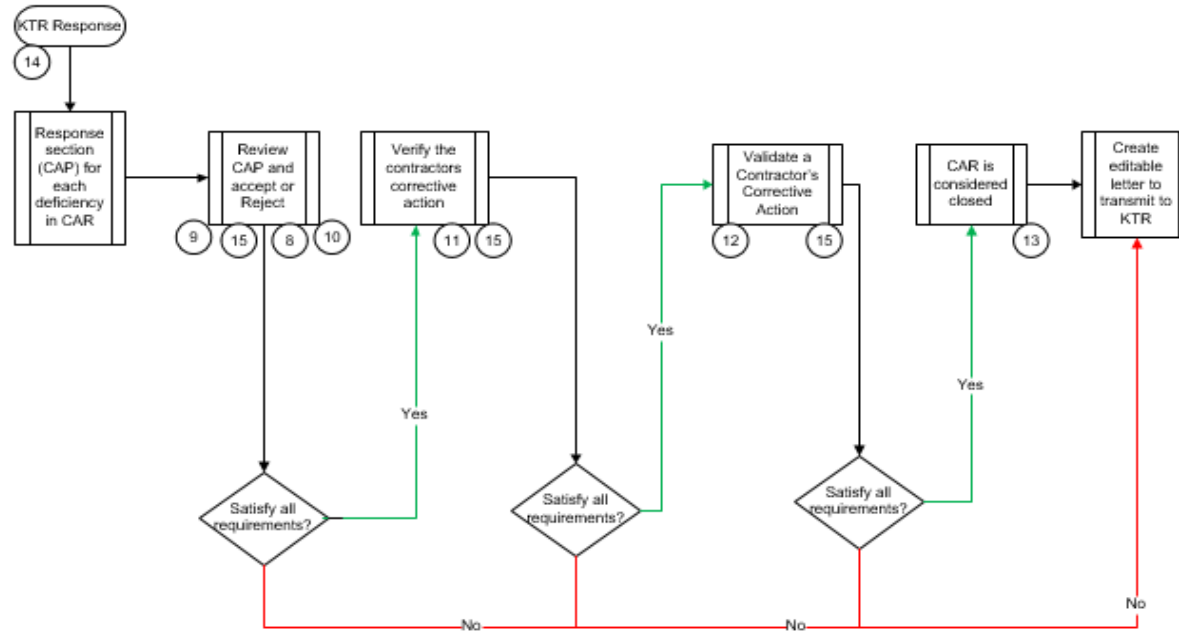 KTR Response
14
Response
section
(CAP) for
each
deficiency
in CAR
Review
CAP and
accept or
Reject
9
15
8
10
Verify the
contractors
corrective
action
11
15
Validate a
Contractor's
Corrective
Action
12
15
CAR is
considered
closed
13
Create
editable
letter to
transmit to
KTR
Yes
Yes
Yes
Satisfy all
requirements?
Satisfy all
requirements?
Satisfy all
requirements?
No
No
No